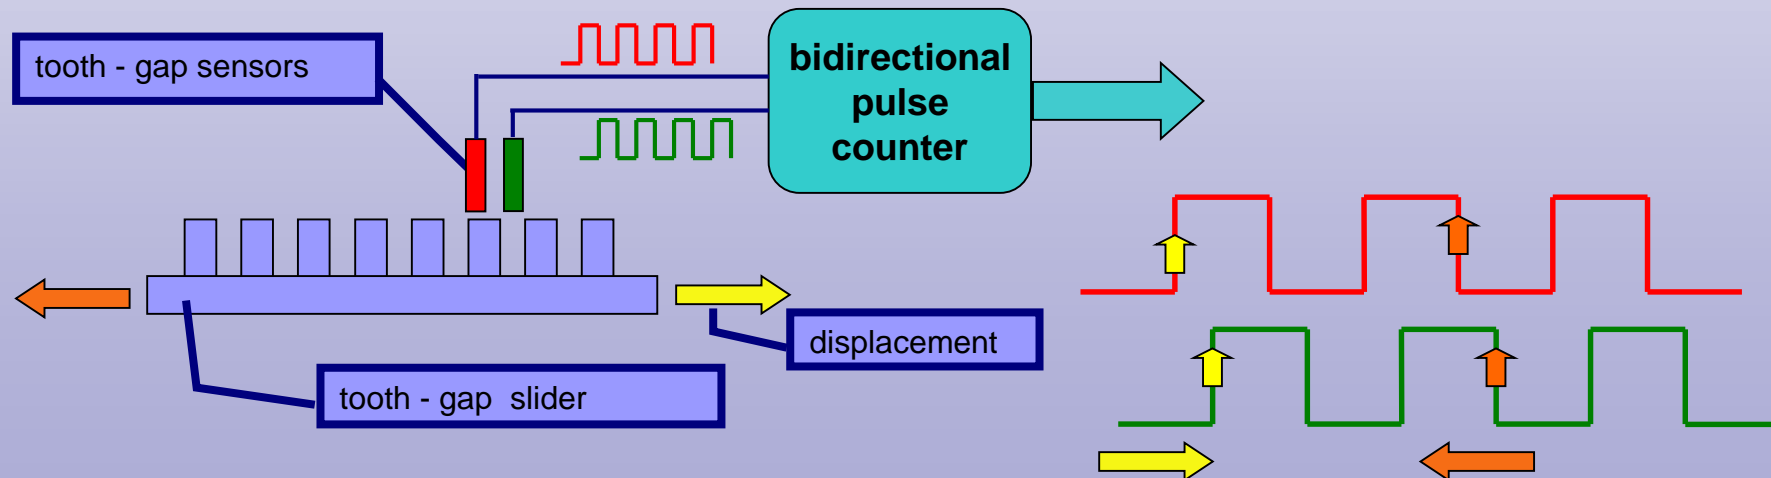 tooth - gap sensors
bidirectional
pulse
counter
displacement
tooth - gap slider